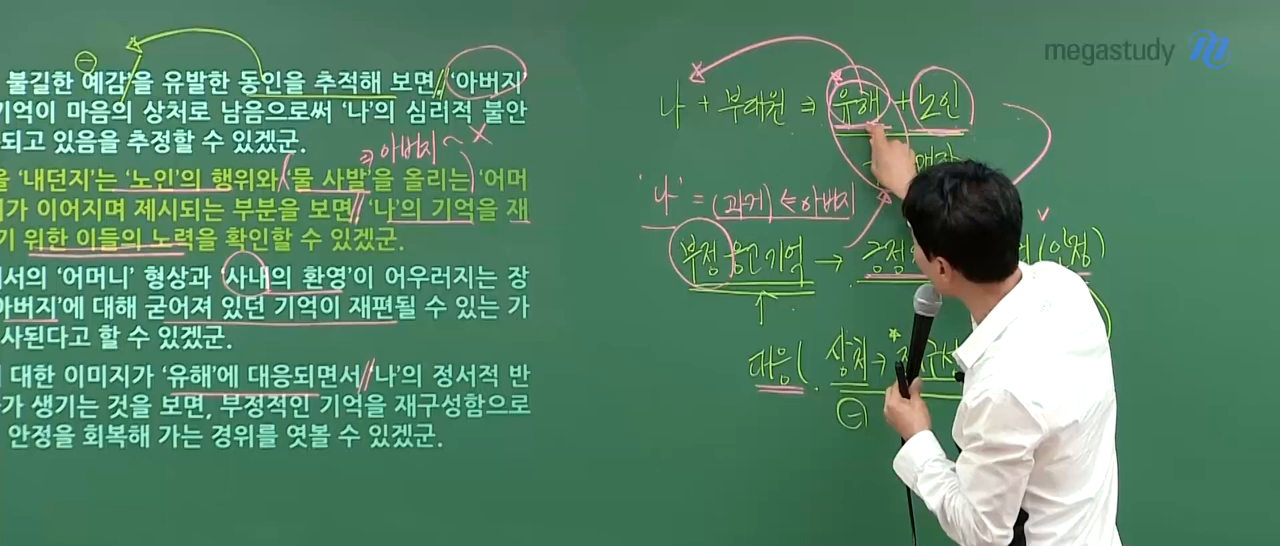 megastudy
불길한 예감'을 유발한 동인을 추적해 보면, '아버지'
기억이 마음의 상처로 남음으로써 '나'의 심리적 불안
되고 있음을 추정할 수 있겠군.
⇒ 아버지 ~ X
을 '내던지'는 '노인'의 행위와 '물 사발'을 올리는 '어머
가 이어지며 제시되는 부분을 보면, '나'의 기억을 재
기 위한 이들의 노력을 확인할 수 있겠군.
서의 '어머니' 형상과 '사내의 환영'이 어우러지는 장
아버지'에 대해 굳어져 있던 기억이 재편될 수 있는 가
사된다고 할 수 있겠군.
대한 이미지가 '유해'에 대응되면서 '나'의 정서적 반
가 생기는 것을 보면, 부정적인 기억을 재구성함으로
안정을 회복해 가는 경위를 엿볼 수 있겠군.
나 + 부대원 ⇒ 유해 + 노인
'나' = (과거) ← 아버지
부정 기억 → 긍정
대응 상처 →